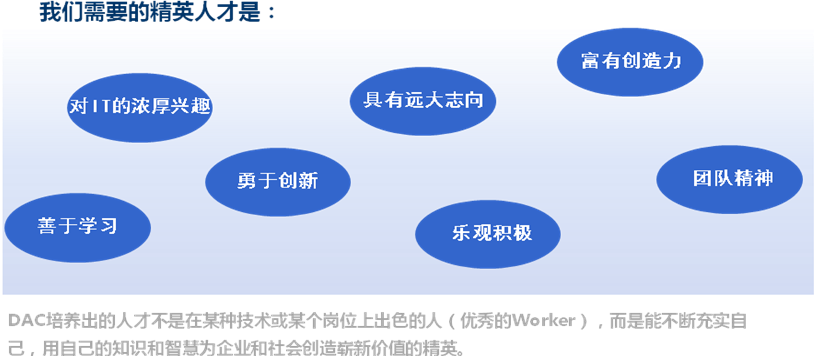 我们需要的精英人才是：
富有创造力
对IT的浓厚兴趣
具有远大志向
勇于创新
团队精神
善于学习
乐观积极
DAC培养出的人才不是在某种技术或某个岗位上出色的人（优秀的Worker），而是能不断充实自
己，用自己的知识和智慧为企业和社会创造崭新价值的精英。